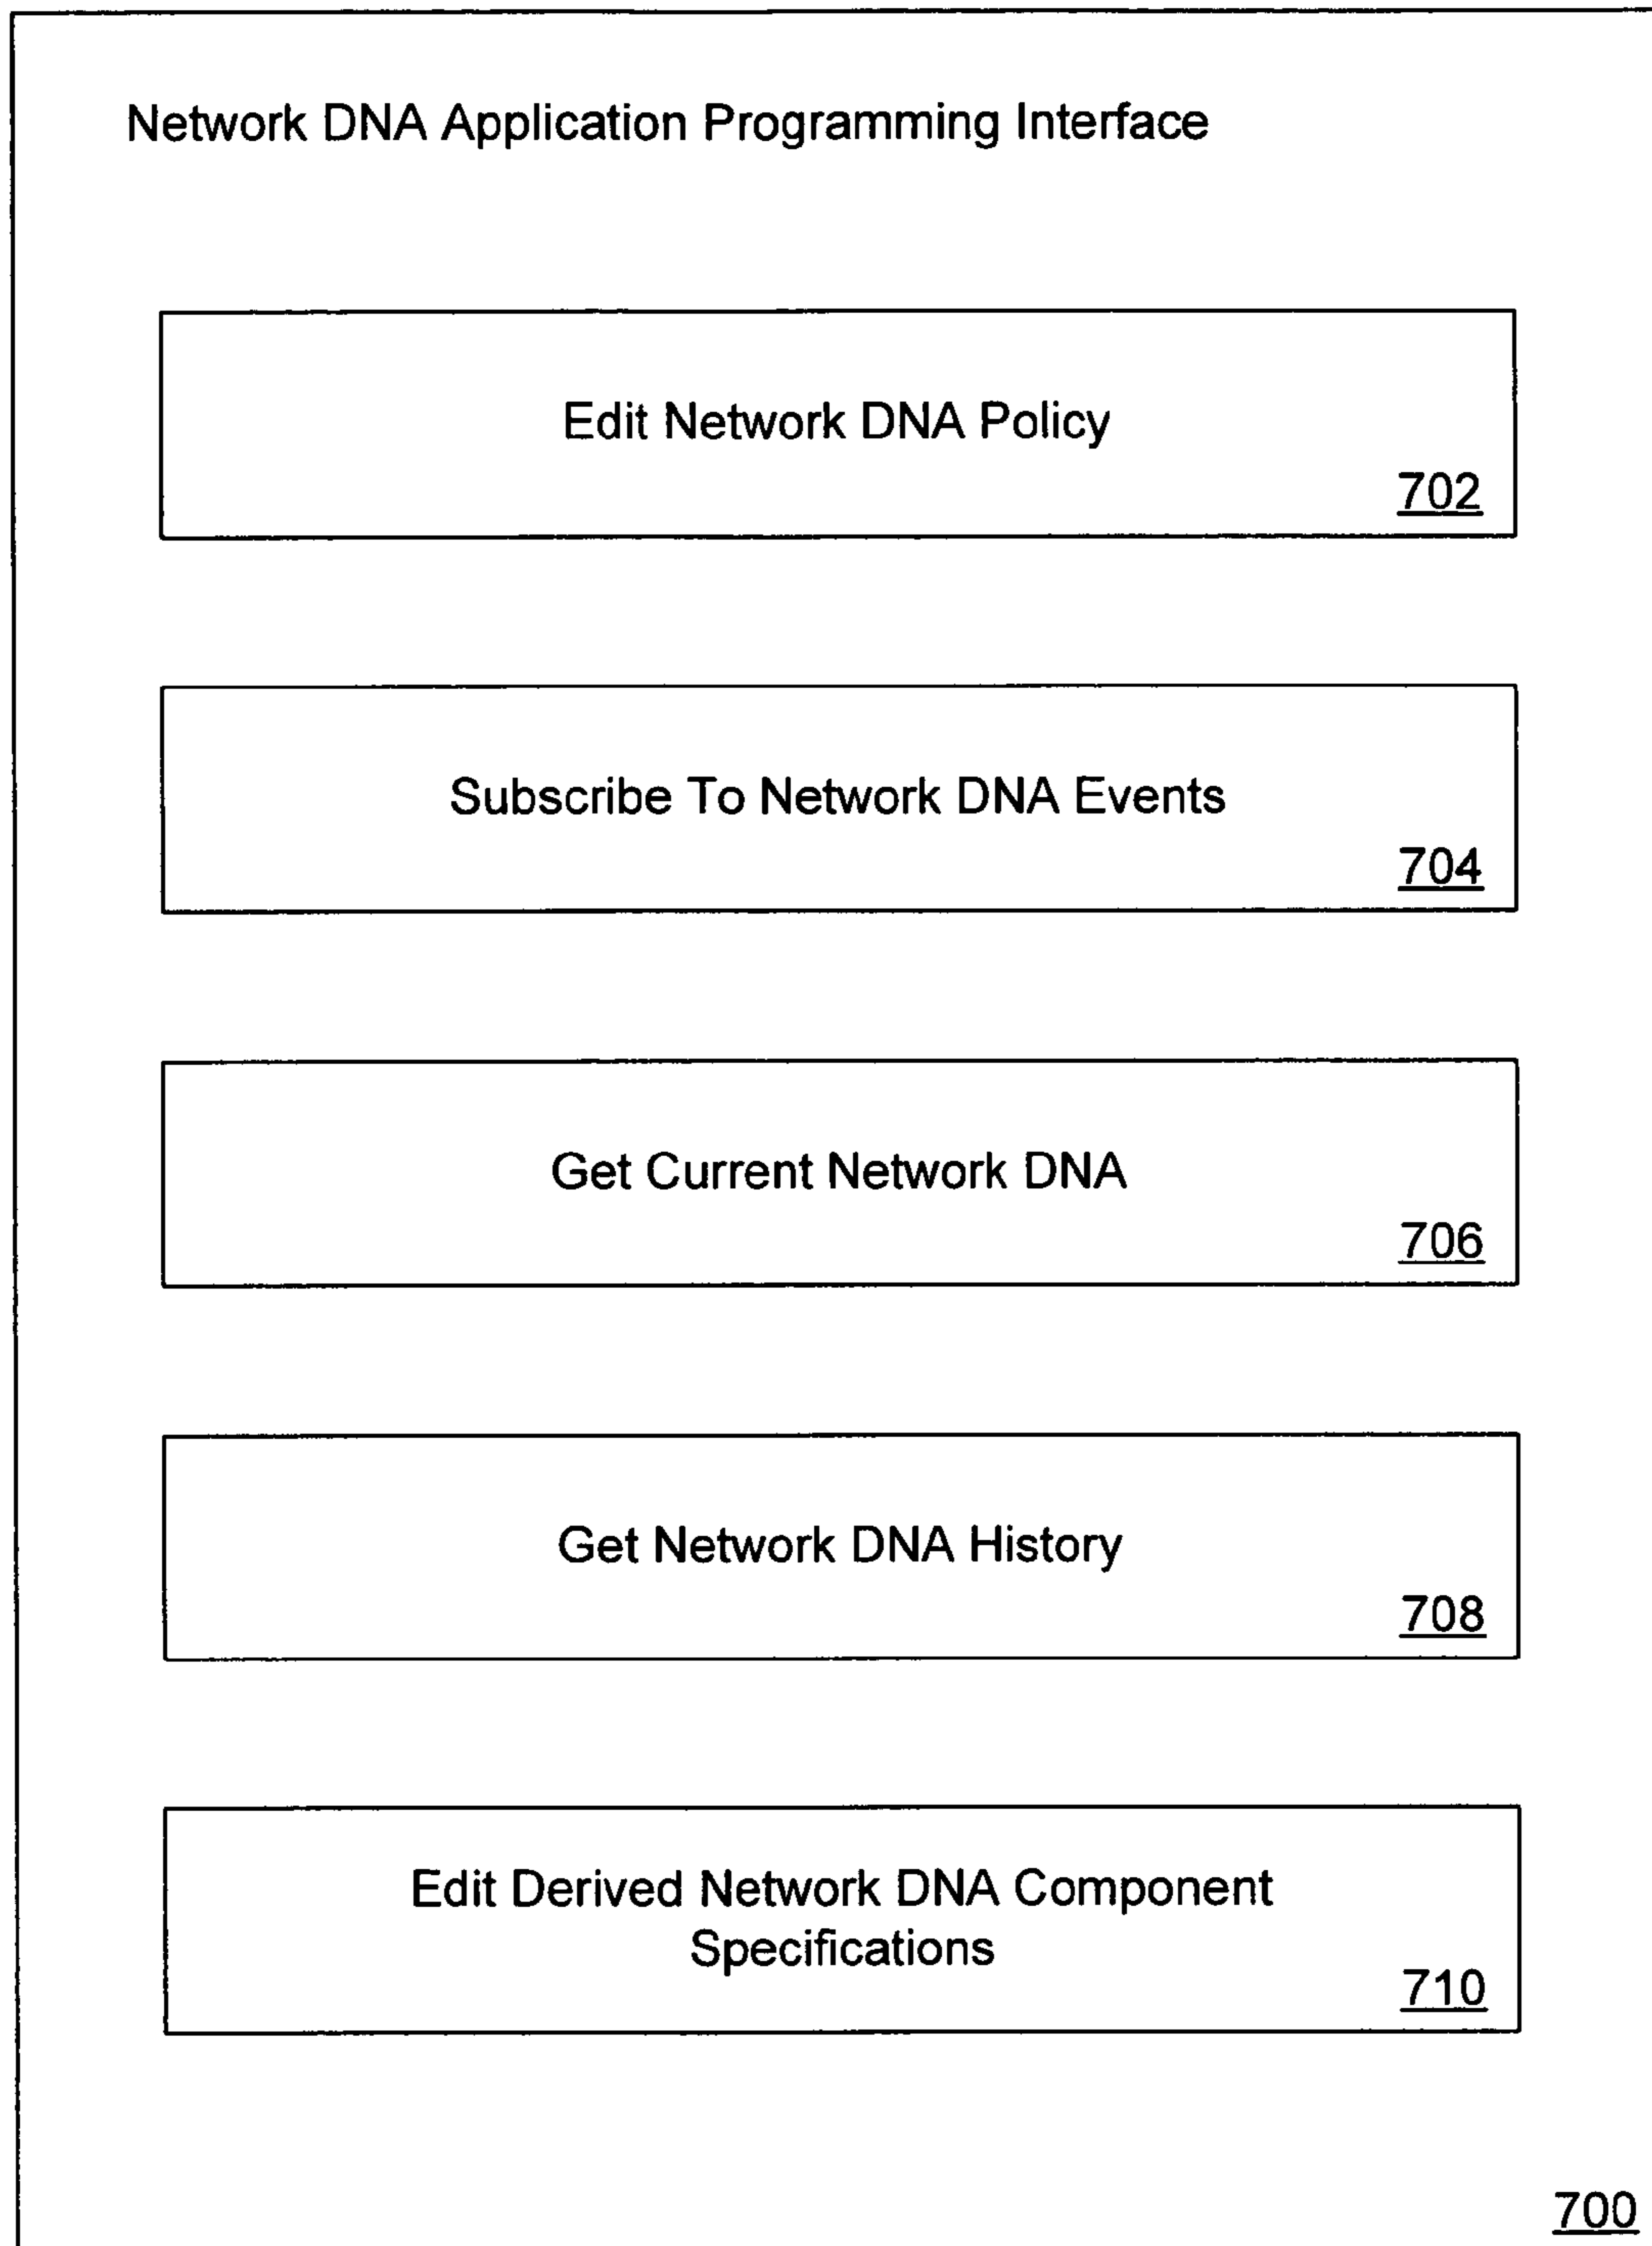 Network DNA Application Programming Interface
Edit Network DNA Policy
702
Subscribe To Network DNA Events
704
Get Current Network DNA
706
Get Network DNA History
708
Edit Derived Network DNA Component
Specifications
710
700